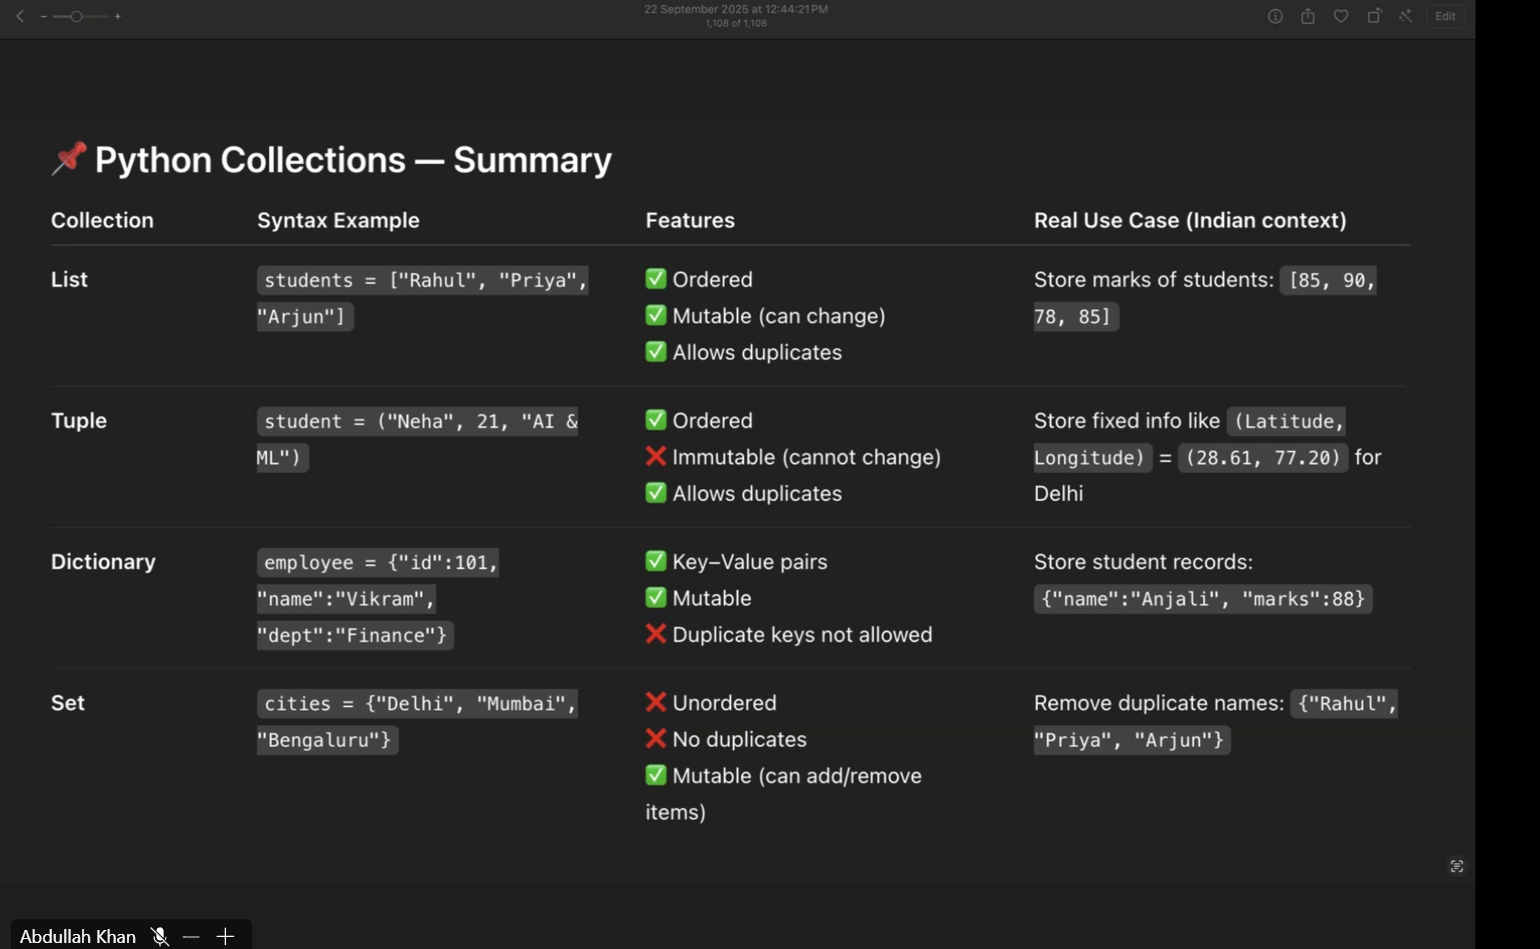 22 September 2025 at 12:44:21 PM
1,108 of 1,108
Edit
📌 Python Collections — Summary
Collection Syntax Example Features Real Use Case (Indian context)
List
students = ["Rahul", "Priya",
"Arjun"]
✅ Ordered
✅ Mutable (can change)
✅ Allows duplicates
Store marks of students: [85, 90,
78, 85]
Tuple
student = ("Neha", 21, "AI &
ML")
✅ Ordered
❌ Immutable (cannot change)
✅ Allows duplicates
Store fixed info like (Latitude,
Longitude) = (28.61, 77.20) for
Delhi
Dictionary
employee = {"id":101,
"name":"Vikram",
"dept":"Finance"}
✅ Key–Value pairs
✅ Mutable
❌ Duplicate keys not allowed
Store student records:
{"name":"Anjali", "marks":88}
Set
cities = {"Delhi", "Mumbai",
"Bengaluru"}
❌ Unordered
❌ No duplicates
✅ Mutable (can add/remove
items)
Remove duplicate names: {"Rahul",
"Priya", "Arjun"}
Abdullah Khan